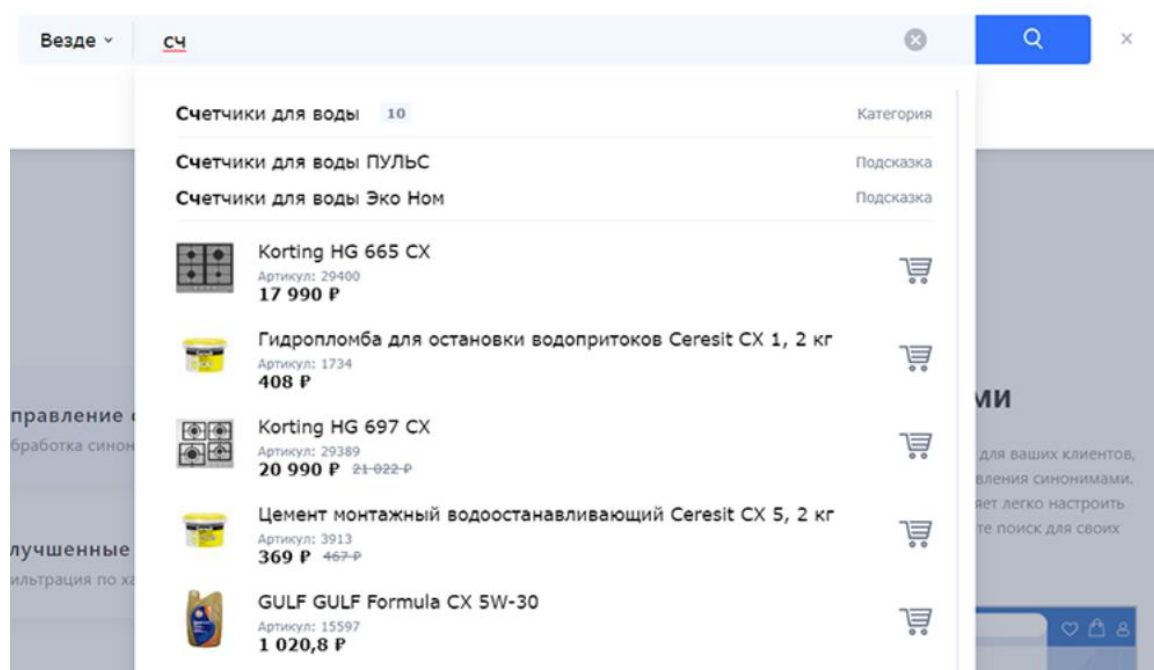 Везде
сч
Счетчики для воды 10 Категория
Счетчики для воды ПУЛЬС Подсказка
Счетчики для воды Эко Ном Подсказка
Korting HG 665 CX
Артикул: 29400
17 990 ₽
Гидропломба для остановки водопритоков Ceresit CX 1, 2 кг
Артикул: 1734
408 ₽
Korting HG 697 CX
Артикул: 29389
20 990 ₽ 21 022 ₽
Цемент монтажный водоостанавливающий Ceresit CX 5, 2 кг
Артикул: 3913
369 ₽ 467 ₽
GULF GULF Formula CX 5W-30
Артикул: 15597
1 020,8 ₽
правление
бработка синон
лучшенные
ильтрация по ха
ми
для ваших клиентов,
вления синонимами.
яет легко настроить
те поиск для своих